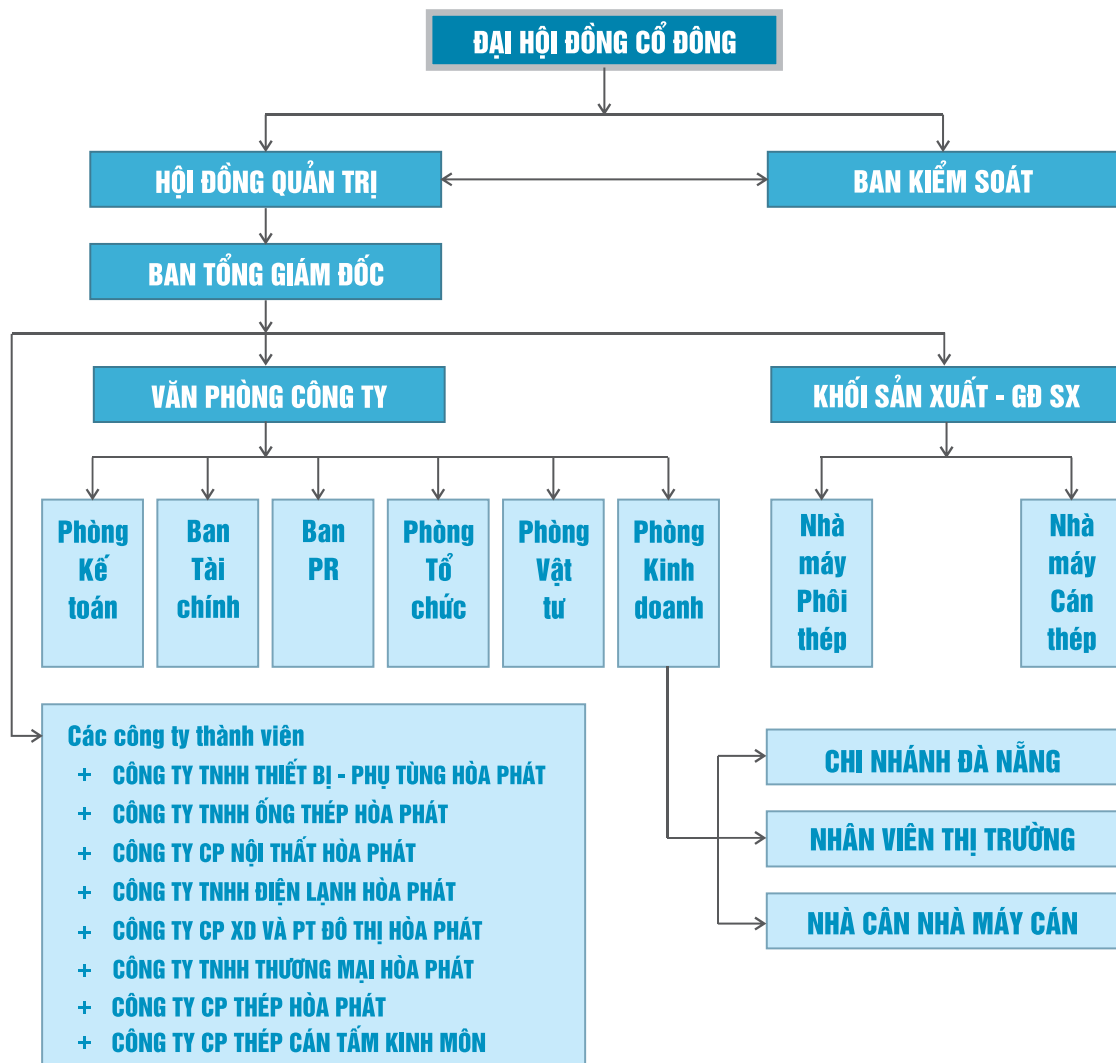 ĐẠI HỘI ĐỒNG CỔ ĐÔNG
HỘI ĐỒNG QUẢN TRỊ
BAN KIỂM SOÁT
BAN TỔNG GIÁM ĐỐC
VĂN PHÒNG CÔNG TY
KHỐI SẢN XUẤT - GĐ SX
Phòng
Kế
toán
Ban
Tài
chính
Ban
PR
Phòng
Tổ
chức
Phòng
Vật
tư
Phòng
Kinh
doanh
Nhà
máy
Phôi
thép
Nhà
máy
Cán
thép
Các công ty thành viên
+ CÔNG TY TNHH THIẾT BỊ - PHỤ TÙNG HÒA PHÁT
+ CÔNG TY TNHH ỐNG THÉP HÒA PHÁT
+ CÔNG TY CP NỘI THẤT HÒA PHÁT
+ CÔNG TY TNHH ĐIỆN LẠNH HÒA PHÁT
+ CÔNG TY CP XD VÀ PT ĐÔ THỊ HÒA PHÁT
+ CÔNG TY TNHH THƯƠNG MẠI HÒA PHÁT
+ CÔNG TY CP THÉP HÒA PHÁT
+ CÔNG TY CP THÉP CÁN TẤM KINH MÔN
CHI NHÁNH ĐÀ NẴNG
NHÂN VIÊN THỊ TRƯỜNG
NHÀ CÂN NHÀ MÁY CÁN